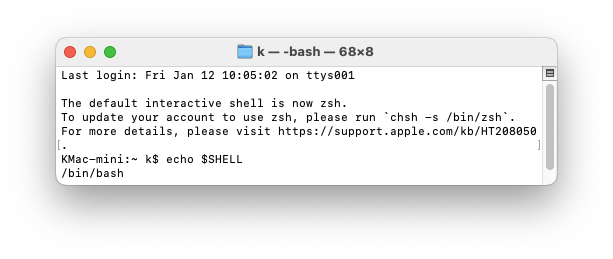 k — -bash — 68×8
Last login: Fri Jan 12 10:05:02 on ttys001
The default interactive shell is now zsh.
To update your account to use zsh, please run `chsh -s /bin/zsh`.
For more details, please visit https://support.apple.com/kb/HT208050
[. ]
KMac-mini:~ k$ echo $SHELL
/bin/bash